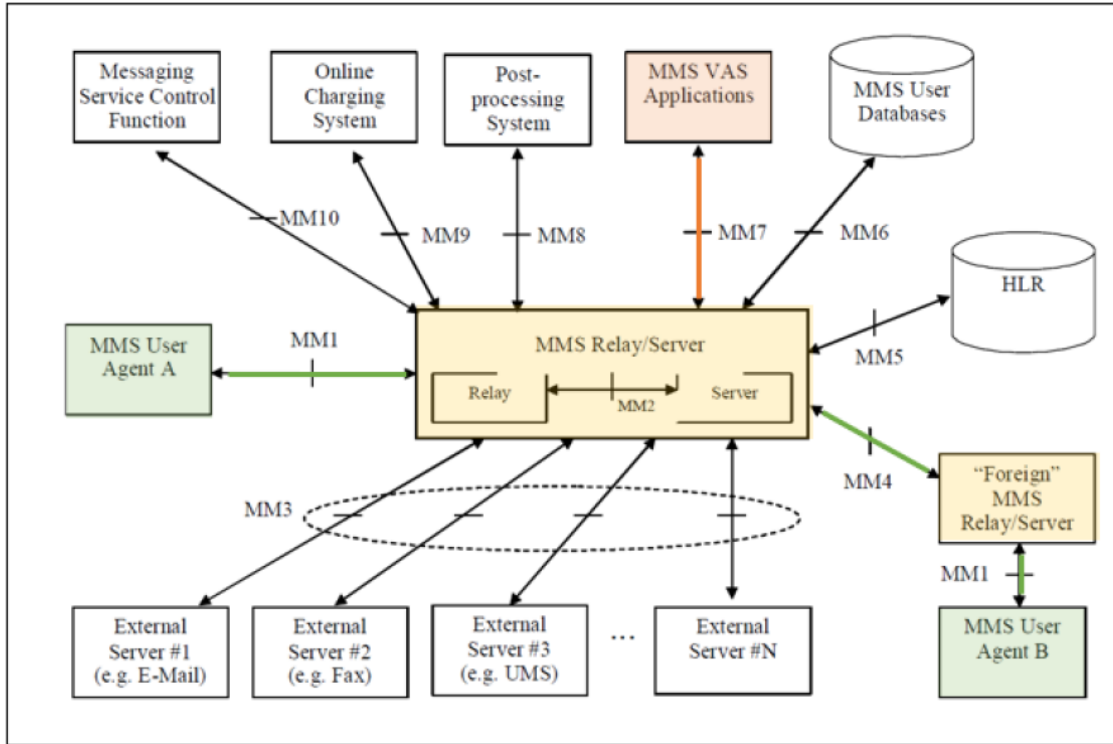 Messaging
Service Control
Function
Online
Charging
System
Post-
processing
System
MMS VAS
Applications
MMS User
Databases
MM10
MM9
MM8
MM7
MM6
HLR
MM5
MMS User
Agent A
MM1
MMS Relay/Server
Relay
MM2
Server
MM4
“Foreign”
MMS
Relay/Server
MM3
MM1
External
Server #1
(e.g. E-Mail)
External
Server #2
(e.g. Fax)
External
Server #3
(e.g. UMS)
...
External
Server #N
MMS User
Agent B